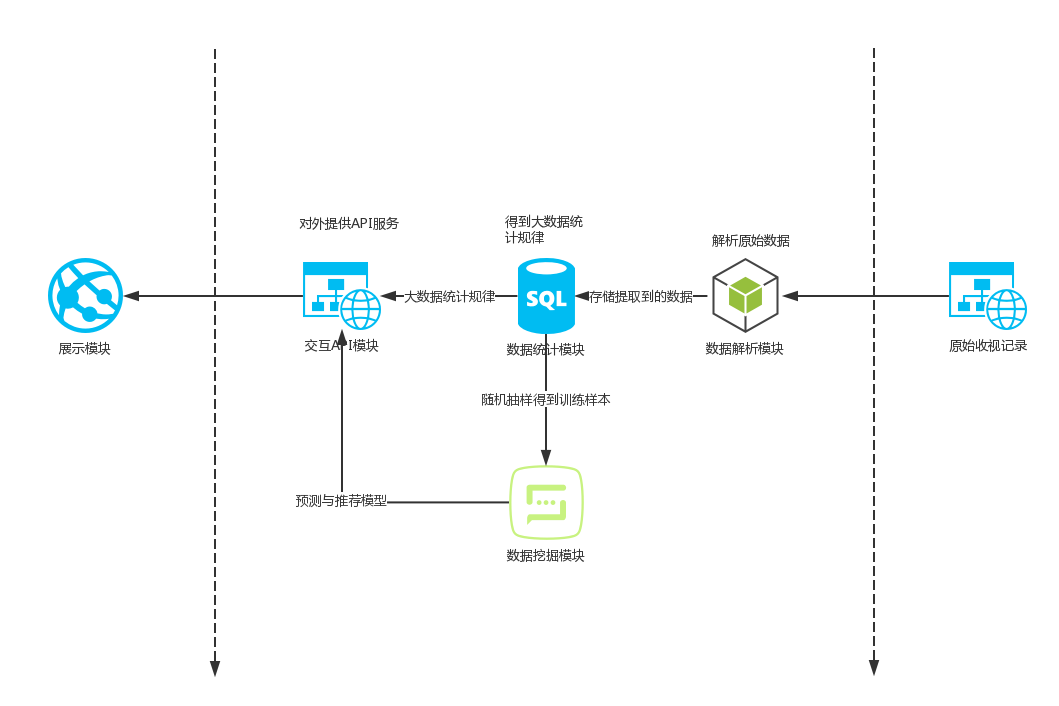 对外提供API服务
得到大数据统
计规律
解析原始数据
SQL
大数据统计规律
存储提取到的数据
展示模块
交互API模块
数据统计模块
数据解析模块
原始收视记录
随机抽样得到训练样本
预测与推荐模型
数据挖掘模块